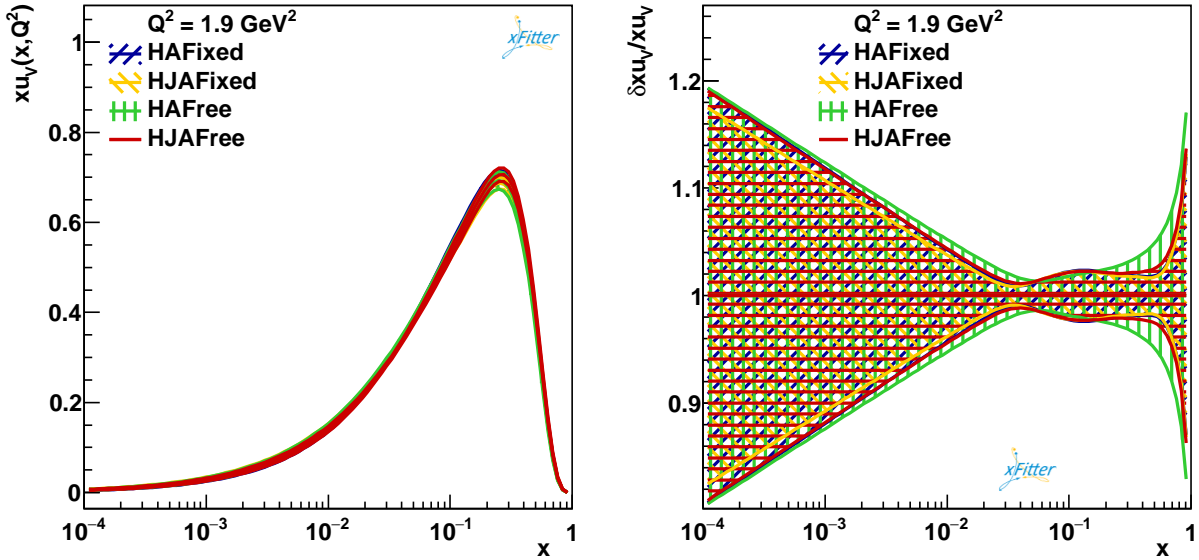 xu_V(x,Q²)
Q² = 1.9 GeV²
HAFixed
HJAFixed
HAFree
HJAFree
xFitter
1
0.8
0.6
0.4
0.2
0
10⁻⁴ 10⁻³ 10⁻² 10⁻¹ 1
x
δxu_V/xu_V
Q² = 1.9 GeV²
HAFixed
HJAFixed
HAFree
HJAFree
1.2
1.1
1
0.9
xFitter
10⁻⁴ 10⁻³ 10⁻² 10⁻¹ 1
x